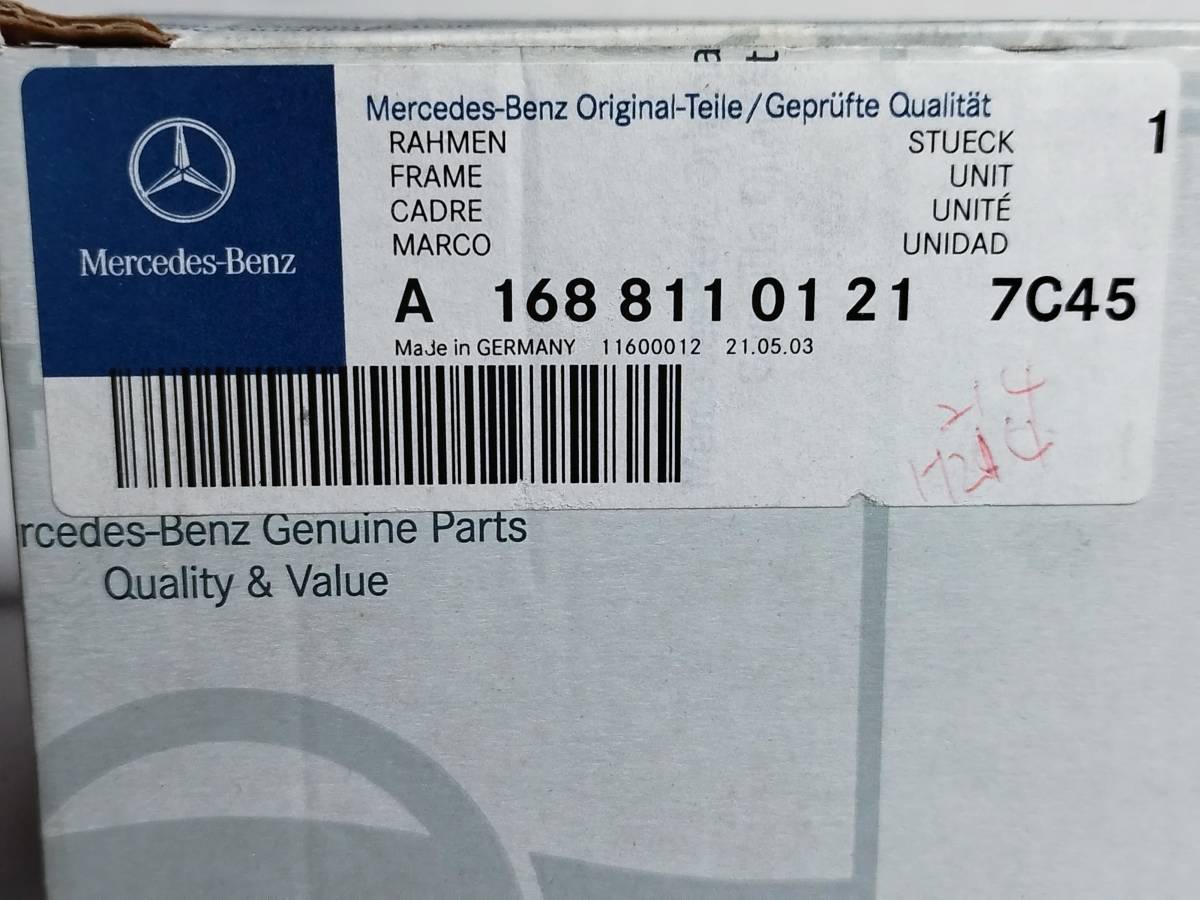 Mercedes-Benz
Mercedes-Benz Original-Teile/Geprüfte Qualität
RAHMEN STUECK 1
FRAME UNIT
CADRE UNITÉ
MARCO UNIDAD
A 168 811 01 21 7C45
Made in GERMANY 11600012 21.05.03
rcedes-Benz Genuine Parts
Quality & Value